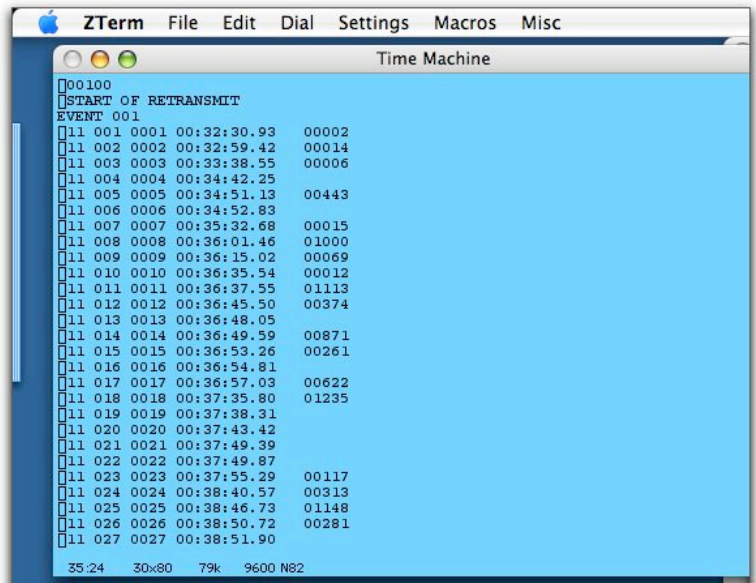 ZTerm File Edit Dial Settings Macros Misc
Time Machine
00100
START OF RETRANSMIT
EVENT 001
11 001 0001 00:32:30.93 00002
11 002 0002 00:32:59.42 00014
11 003 0003 00:33:38.55 00006
11 004 0004 00:34:42.25
11 005 0005 00:34:51.13 00443
11 006 0006 00:34:52.83
11 007 0007 00:35:32.68 00015
11 008 0008 00:36:01.46 01000
11 009 0009 00:36:15.02 00069
11 010 0010 00:36:35.54 00012
11 011 0011 00:36:37.55 01113
11 012 0012 00:36:45.50 00374
11 013 0013 00:36:48.05
11 014 0014 00:36:49.59 00871
11 015 0015 00:36:53.26 00261
11 016 0016 00:36:54.81
11 017 0017 00:36:57.03 00622
11 018 0018 00:37:35.80 01235
11 019 0019 00:37:38.31
11 020 0020 00:37:43.42
11 021 0021 00:37:49.39
11 022 0022 00:37:49.87
11 023 0023 00:37:55.29 00117
11 024 0024 00:38:40.57 00313
11 025 0025 00:38:46.73 01148
11 026 0026 00:38:50.72 00281
11 027 0027 00:38:51.90
35:24 30x80 79k 9600 N82